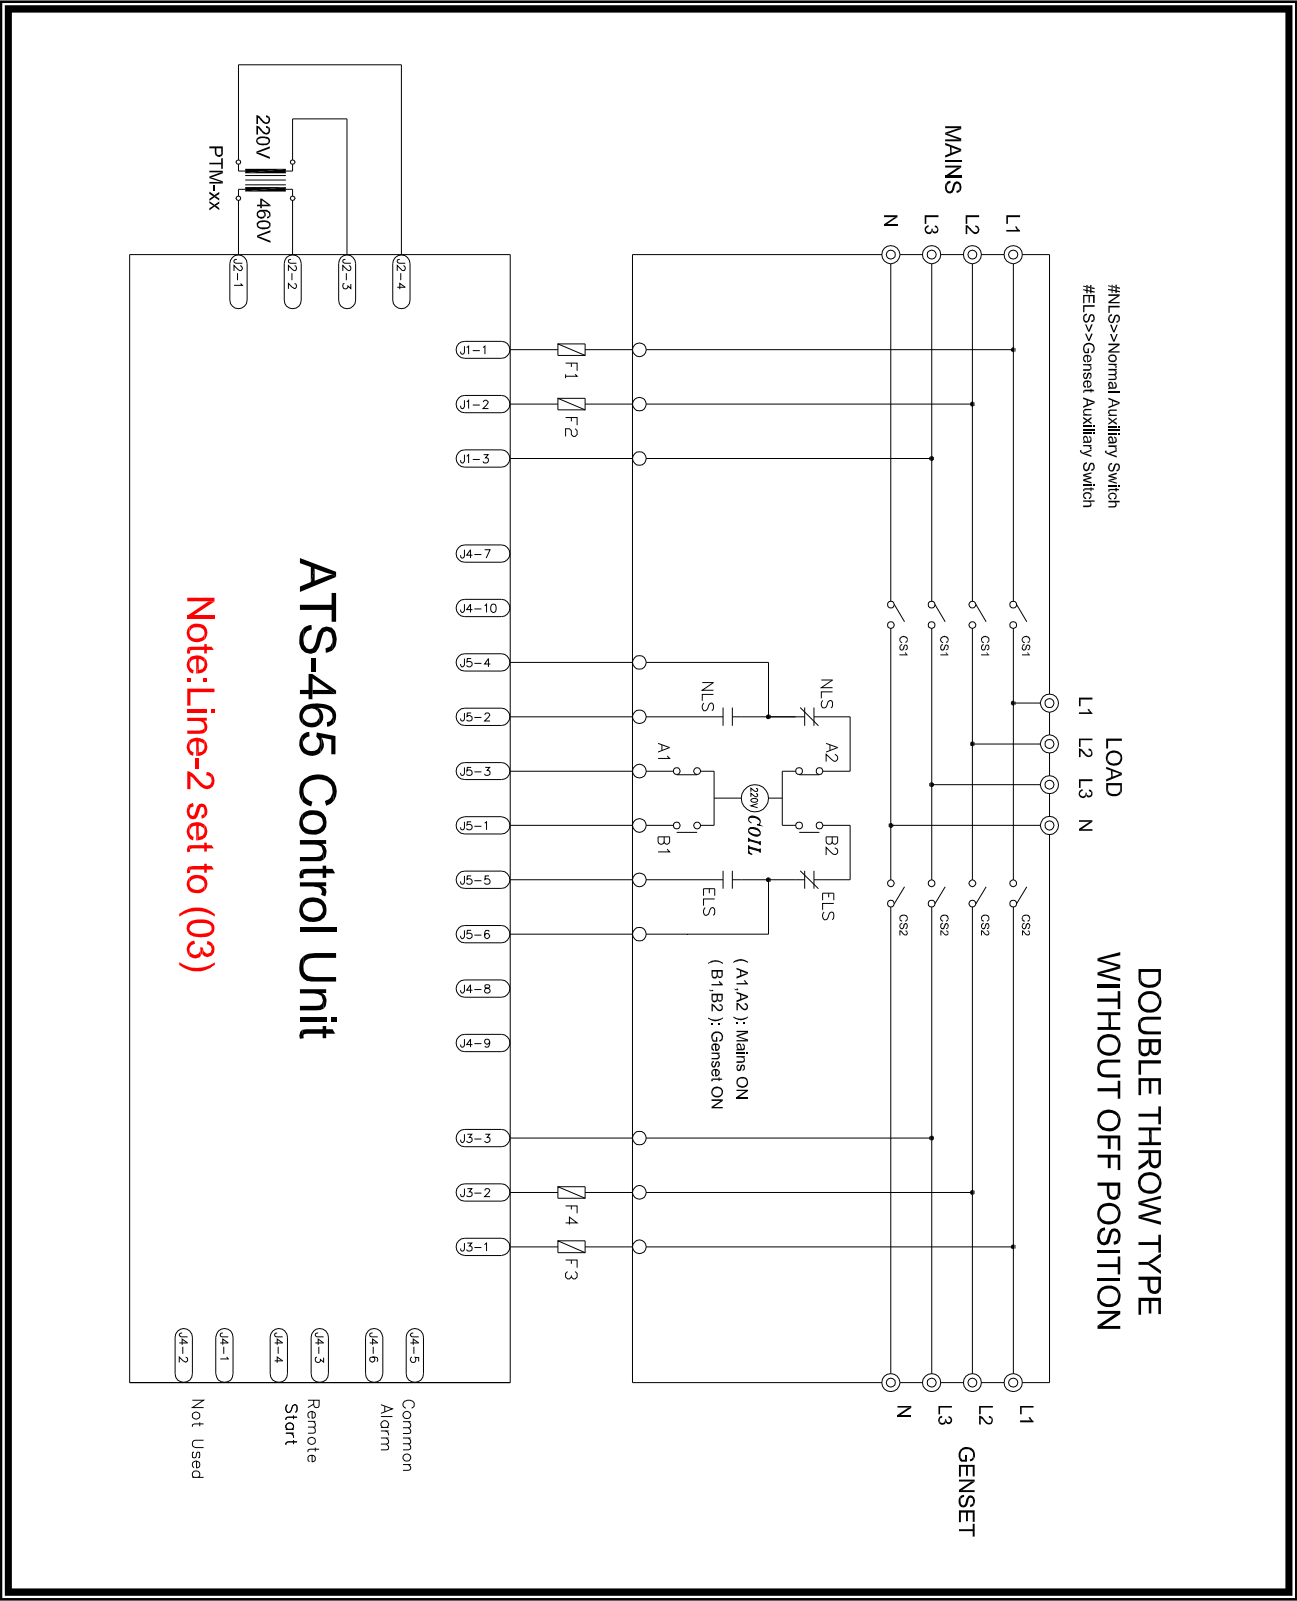 DOUBLE THROW TYPE
WITHOUT OFF POSITION
#NLS>>Normal Auxiliary Switch
#ELS>>Genset Auxiliary Switch
LOAD
L1 L2 L3 N
MAINS
L1
L2
L3
N
CS1
CS1
CS1
CS1
CS2
CS2
CS2
CS2
L1
L2
L3
N
GENSET
NLS
A2
B2
ELS
220V
COIL
NLS
A1
B1
ELS
( A1,A2 ): Mains ON
( B1,B2 ): Genset ON
F1
F2
F4
F3
J1-1
J1-2
J1-3
J4-7
J4-10
J5-4
J5-2
J5-3
J5-1
J5-5
J5-6
J4-8
J4-9
J3-3
J3-2
J3-1
J2-4
J2-3
J2-2
J2-1
220V
460V
PTM-xx
ATS-465 Control Unit
Note:Line-2 set to (03)
J4-5
J4-6
J4-3
J4-4
J4-1
J4-2
Common
Alarm
Remote
Start
Not Used